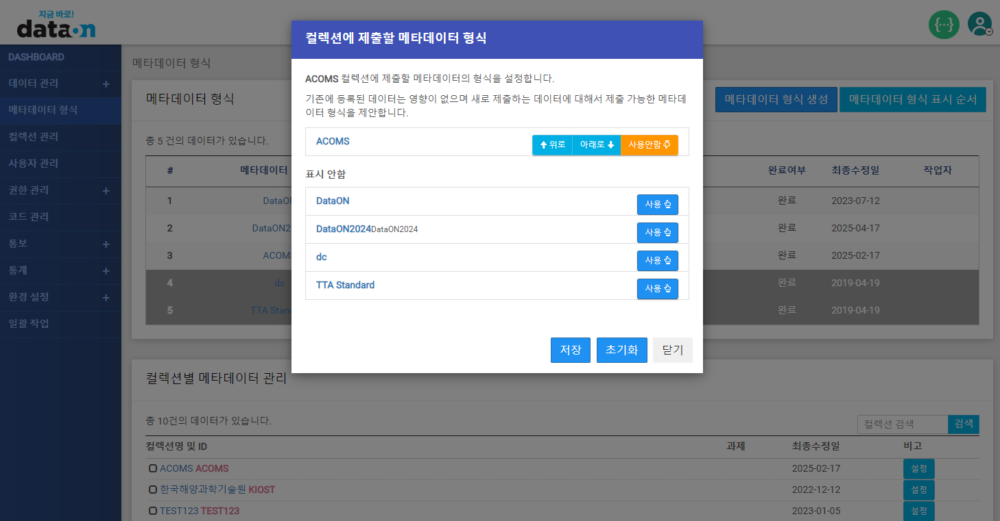 지금 바로!
dataon
{···}
DASHBOARD
데이터 관리 +
메타데이터 형식
컬렉션 관리
사용자 관리
권한 관리 +
코드 관리
통보 +
통계 +
환경 설정 +
일괄 작업
메타데이터 형식
메타데이터 형식
메타데이터 형식 생성
메타데이터 형식 표시 순서
총 5 건의 데이터가 있습니다.
# 메타데이터 완료여부 최종수정일 작업자
1 DataO 완료 2023-07-12
2 DataON2 완료 2025-04-17
3 ACOM 완료 2025-02-17
4 dc 완료 2019-04-19
5 TTA Stan 완료 2019-04-19
컬렉션에 제출할 메타데이터 형식
ACOMS 컬렉션에 제출할 메타데이터의 형식을 설정합니다.
기존에 등록된 데이터는 영향이 없으며 새로 제출하는 데이터에 대해서 제출 가능한 메타데
이터 형식을 제안합니다.
ACOMS 위로 아래로 사용안함
표시 안함
DataON 사용
DataON2024DataON2024 사용
dc 사용
TTA Standard 사용
저장 초기화 닫기
컬렉션별 메타데이터 관리
총 10건의 데이터가 있습니다.
컬렉션 검색 검색
컬렉션명 및 ID 과제 최종수정일 비고
ACOMS ACOMS 2025-02-17 설정
한국해양과학기술원 KIOST 2022-12-12 설정
TEST123 TEST123 2023-01-05 설정